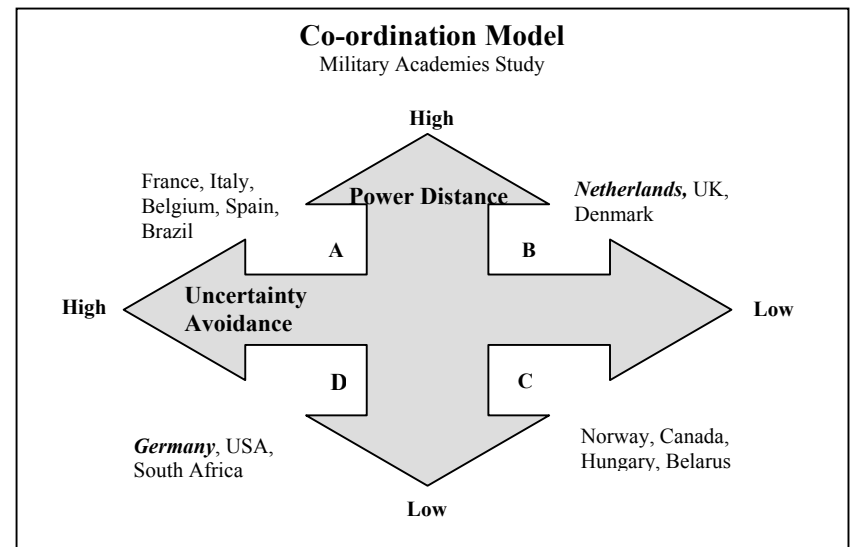 Co-ordination Model
Military Academies Study
High
Power Distance
France, Italy,
Belgium, Spain,
Brazil
Netherlands, UK,
Denmark
A
B
High
Uncertainty
Avoidance
Low
D
C
Germany, USA,
South Africa
Norway, Canada,
Hungary, Belarus
Low